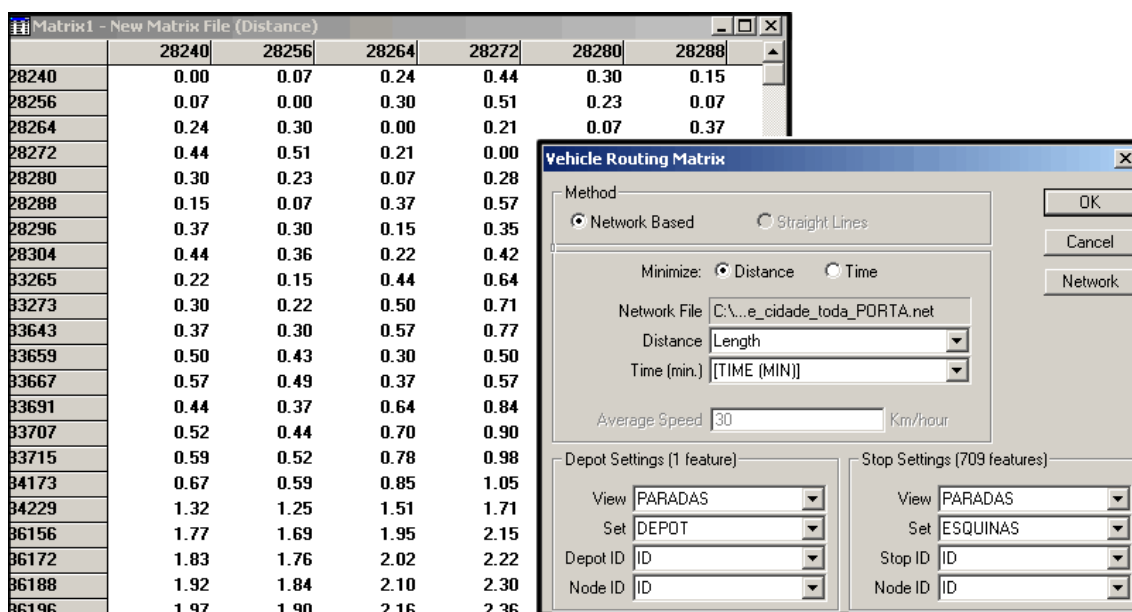 Matrix1 - New Matrix File (Distance)
28240 28256 28264 28272 28280 28288
28240 0.00 0.07 0.24 0.44 0.30 0.15
28256 0.07 0.00 0.30 0.51 0.23 0.07
28264 0.24 0.30 0.00 0.21 0.07 0.37
28272 0.44 0.51 0.21 0.00
28280 0.30 0.23 0.07 0.28
28288 0.15 0.07 0.37 0.57
28296 0.37 0.30 0.15 0.35
28304 0.44 0.36 0.22 0.42
33265 0.22 0.15 0.44 0.64
33273 0.30 0.22 0.50 0.71
33643 0.37 0.30 0.57 0.77
33659 0.50 0.43 0.30 0.50
33667 0.57 0.49 0.37 0.57
33691 0.44 0.37 0.64 0.84
33707 0.52 0.44 0.70 0.90
33715 0.59 0.52 0.78 0.98
34173 0.67 0.59 0.85 1.05
34229 1.32 1.25 1.51 1.71
36156 1.77 1.69 1.95 2.15
36172 1.83 1.76 2.02 2.22
36188 1.92 1.84 2.10 2.30
36196 1.97 1.90 2.16 2.36
Vehicle Routing Matrix
Method
Network Based Straight Lines
OK
Cancel
Network
Minimize: Distance Time
Network File C:\...e_cidade_toda_PORTA.net
Distance Length
Time (min.) [TIME (MIN)]
Average Speed 30 Km/hour
Depot Settings (1 feature)
View PARADAS
Set DEPOT
Depot ID ID
Node ID ID
Stop Settings (709 features)
View PARADAS
Set ESQUINAS
Stop ID ID
Node ID ID